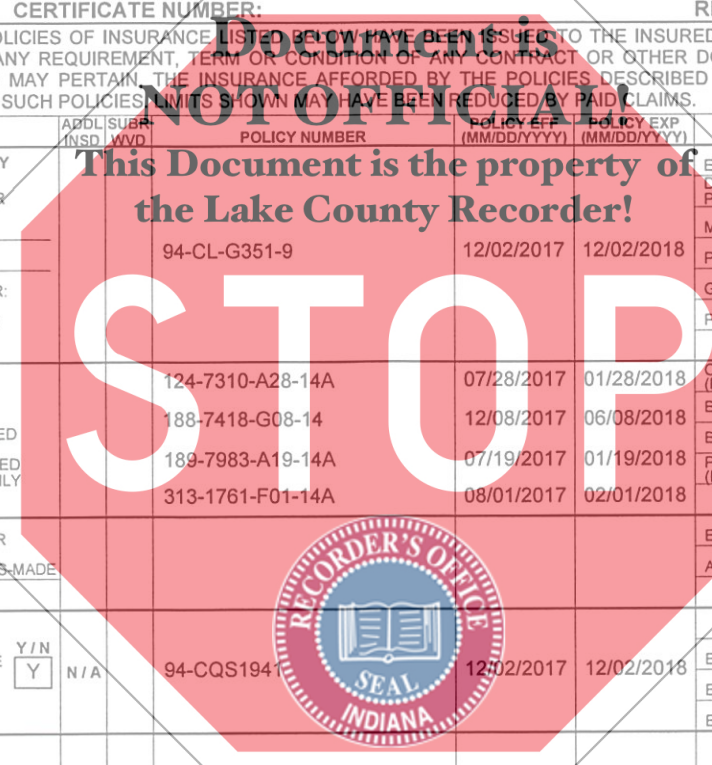 CERTIFICATE NUMBER:
Document is
OLICIES OF INSURANCE LISTED BELOW HAVE BEEN ISSUED TO THE INSURED
ANY REQUIREMENT, TERM OR CONDITION OF ANY CONTRACT OR OTHER DO
MAY PERTAIN, THE INSURANCE AFFORDED BY THE POLICIES DESCRIBED
SUCH POLICIES. LIMITS SHOWN MAY HAVE BEEN REDUCED BY PAID CLAIMS.
NOT OFFICIAL!
ADDL INSD SUBR WVD POLICY NUMBER POLICY EFF (MM/DD/YYYY) POLICY EXP (MM/DD/YYYY)
This Document is the property of
the Lake County Recorder!
94-CL-G351-9 12/02/2017 12/02/2018
STOP
124-7310-A28-14A 07/28/2017 01/28/2018
188-7418-G08-14 12/08/2017 06/08/2018
189-7983-A19-14A 07/19/2017 01/19/2018
313-1761-F01-14A 08/01/2017 02/01/2018
S-MADE
RECORDER'S OFFICE
Y/N
Y N/A 94-CQS1941 12/02/2017 12/02/2018
SEAL
INDIANA